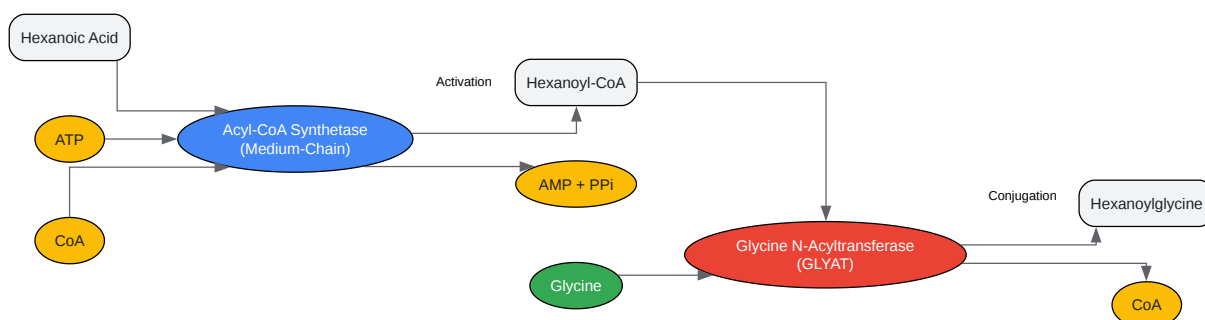 Hexanoic Acid
Activation
Hexanoyl-CoA
ATP
Acyl-CoA Synthetase
(Medium-Chain)
AMP + PPi
CoA
Conjugation
Hexanoylglycine
Glycine N-Acyltransferase
(GLYAT)
Glycine
CoA